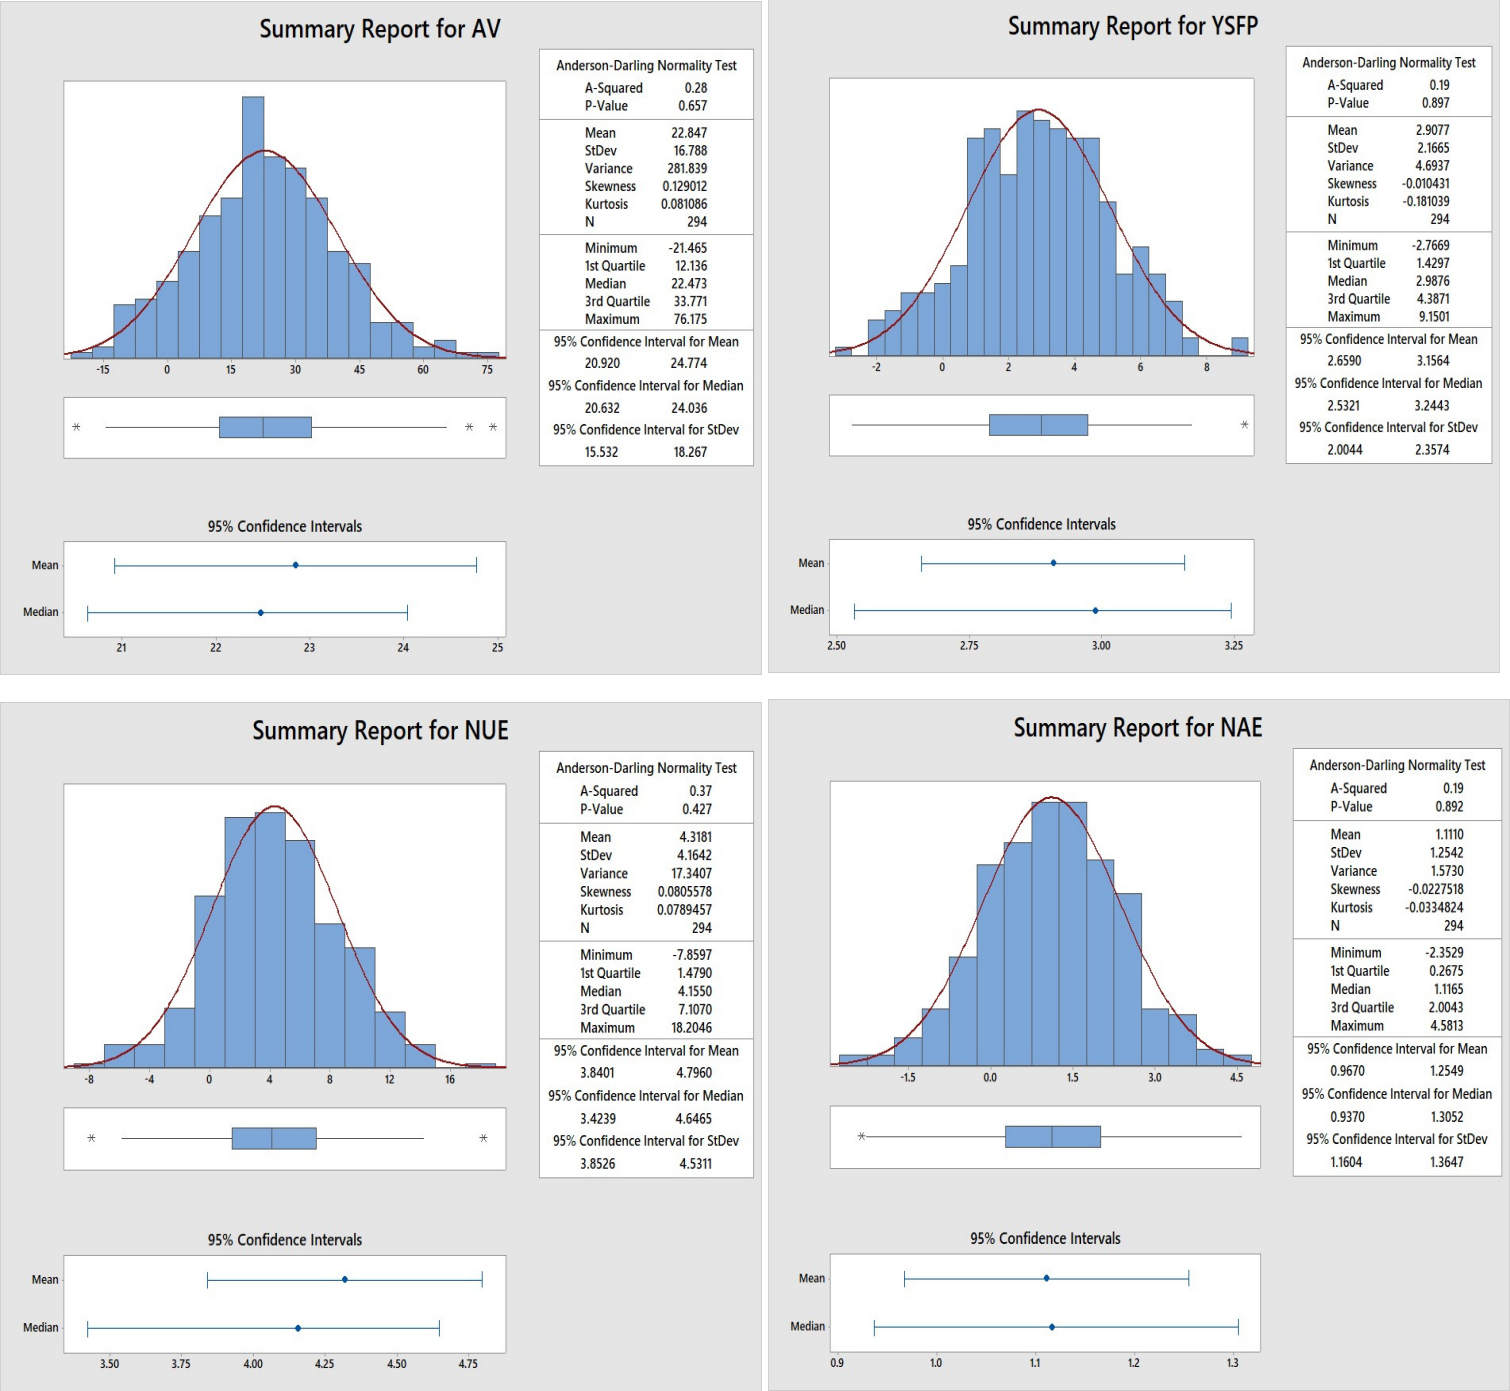 Summary Report for AV
Anderson-Darling Normality Test
A-Squared 0.28
P-Value 0.657
Mean 22.847
StDev 16.788
Variance 281.839
Skewness 0.129012
Kurtosis 0.081086
N 294
Minimum -21.465
1st Quartile 12.136
Median 22.473
3rd Quartile 33.771
Maximum 76.175
95% Confidence Interval for Mean
20.920 24.774
95% Confidence Interval for Median
20.632 24.036
95% Confidence Interval for StDev
15.532 18.267
-15 0 15 30 45 60 75
95% Confidence Intervals
Mean
Median
21 22 23 24 25
Summary Report for YSFP
Anderson-Darling Normality Test
A-Squared 0.19
P-Value 0.897
Mean 2.9077
StDev 2.1665
Variance 4.6937
Skewness -0.010431
Kurtosis -0.181039
N 294
Minimum -2.7669
1st Quartile 1.4297
Median 2.9876
3rd Quartile 4.3871
Maximum 9.1501
95% Confidence Interval for Mean
2.6590 3.1564
95% Confidence Interval for Median
2.5321 3.2443
95% Confidence Interval for StDev
2.0044 2.3574
-2 0 2 4 6 8
95% Confidence Intervals
Mean
Median
2.50 2.75 3.00 3.25
Summary Report for NUE
Anderson-Darling Normality Test
A-Squared 0.37
P-Value 0.427
Mean 4.3181
StDev 4.1642
Variance 17.3407
Skewness 0.0805578
Kurtosis 0.0789457
N 294
Minimum -7.8597
1st Quartile 1.4790
Median 4.1550
3rd Quartile 7.1070
Maximum 18.2046
95% Confidence Interval for Mean
3.8401 4.7960
95% Confidence Interval for Median
3.4239 4.6465
95% Confidence Interval for StDev
3.8526 4.5311
-8 -4 0 4 8 12 16
95% Confidence Intervals
Mean
Median
3.50 3.75 4.00 4.25 4.50 4.75
Summary Report for NAE
Anderson-Darling Normality Test
A-Squared 0.19
P-Value 0.892
Mean 1.1110
StDev 1.2542
Variance 1.5730
Skewness -0.0227518
Kurtosis -0.0334824
N 294
Minimum -2.3529
1st Quartile 0.2675
Median 1.1165
3rd Quartile 2.0043
Maximum 4.5813
95% Confidence Interval for Mean
0.9670 1.2549
95% Confidence Interval for Median
0.9370 1.3052
95% Confidence Interval for StDev
1.1604 1.3647
-1.5 0.0 1.5 3.0 4.5
95% Confidence Intervals
Mean
Median
0.9 1.0 1.1 1.2 1.3